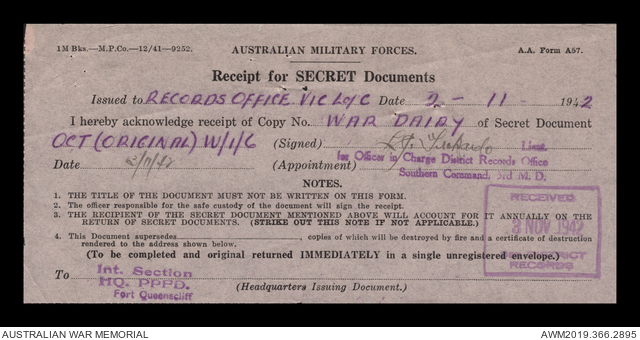 1M Bks.—M.P.Co.—12/41—9252.
AUSTRALIAN MILITARY FORCES.
A.A. Form A57.
Receipt for SECRET Documents
Issued to RECORDS OFFICE VIC L of C Date 2 - 11 - 1942
I hereby acknowledge receipt of Copy No. WAR DAIRY of Secret Document
OCT (ORIGINAL) W/1/6 (Signed) Lieut.
Date 2/11/42 (Appointment) for Officer in Charge District Records Office
Southern Command, 3rd M. D.
NOTES.
1. THE TITLE OF THE DOCUMENT MUST NOT BE WRITTEN ON THIS FORM.
2. The officer responsible for the safe custody of the document will sign the receipt.
3. THE RECIPIENT OF THE SECRET DOCUMENT MENTIONED ABOVE WILL ACCOUNT FOR IT ANNUALLY ON THE
RETURN OF SECRET DOCUMENTS. (STRIKE OUT THIS NOTE IF NOT APPLICABLE.)
4. This Document supersedes, copies of which will be destroyed by fire and a certificate of destruction
rendered to the address shown below.
(To be completed and original returned IMMEDIATELY in a single unregistered envelope.)
RECEIVED
NOV 1942
DISTRICT
RECORDS
To Int. Section
HQ. PPFD.
Fort Queenscliff
(Headquarters Issuing Document.)
AUSTRALIAN WAR MEMORIAL
AWM2019.366.2895